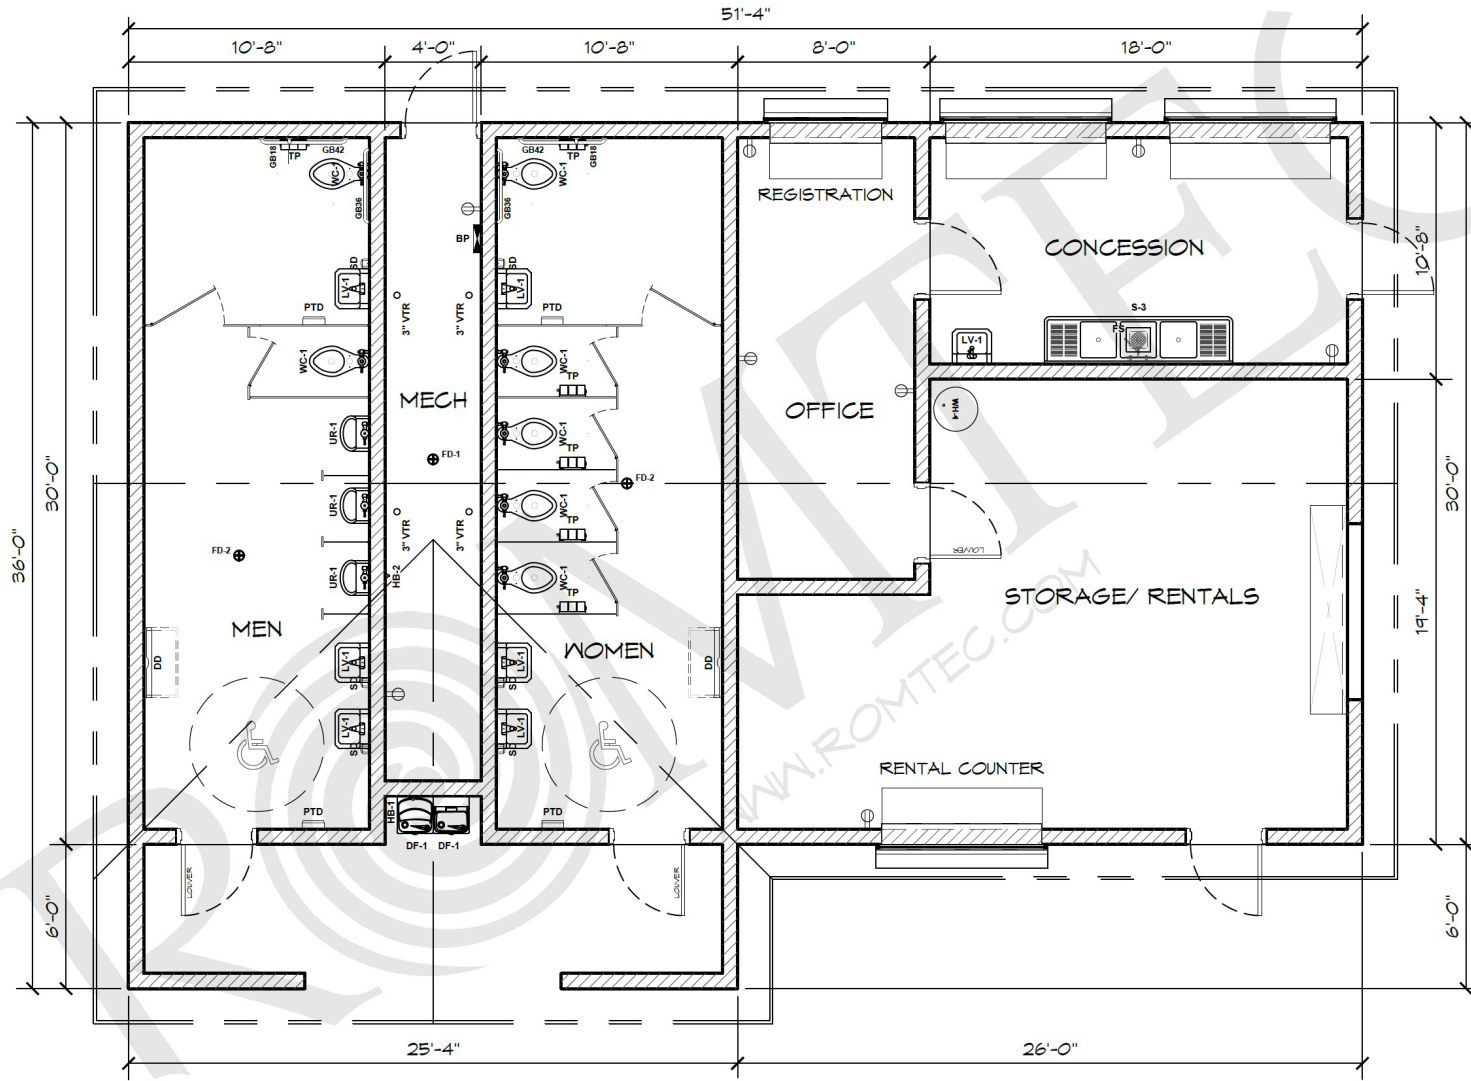 51'-4"
10'-8"
4'-0"
10'-8"
8'-0"
18'-0"
GB18
TP
GB42
WC-1
GB36
GB42
TP
GB18
WC-1
GB36
REGISTRATION
BP
CONCESSION
10'-8"
SD
LV-1
PTD
3" VTR
3" VTR
SD
LV-1
PTD
S-3
FS
LV-1
WC-1
WC-1
TP
MECH
OFFICE
WH-4
UR-1
FD-1
WC-1
TP
FD-2
30'-0"
36'-0"
30'-0"
UR-1
3" VTR
3" VTR
WC-1
TP
FD-2
LOUVER
UR-1
HB-2
WC-1
TP
STORAGE/ RENTALS
19'-4"
MEN
WOMEN
DD
LV-1
SD
LV-1
SD
DD
LV-1
SD
LV-1
SD
ROMTEC
WWW.ROMTEC.COM
RENTAL COUNTER
PTD
HB-1
PTD
DF-1
DF-1
LOUVER
LOUVER
6'-0"
6'-0"
25'-4"
26'-0"